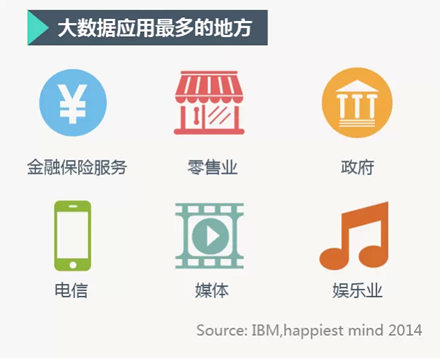 大数据应用最多的地方
金融保险服务 零售业 政府
电信 媒体 娱乐业
Source: IBM,happiest mind 2014